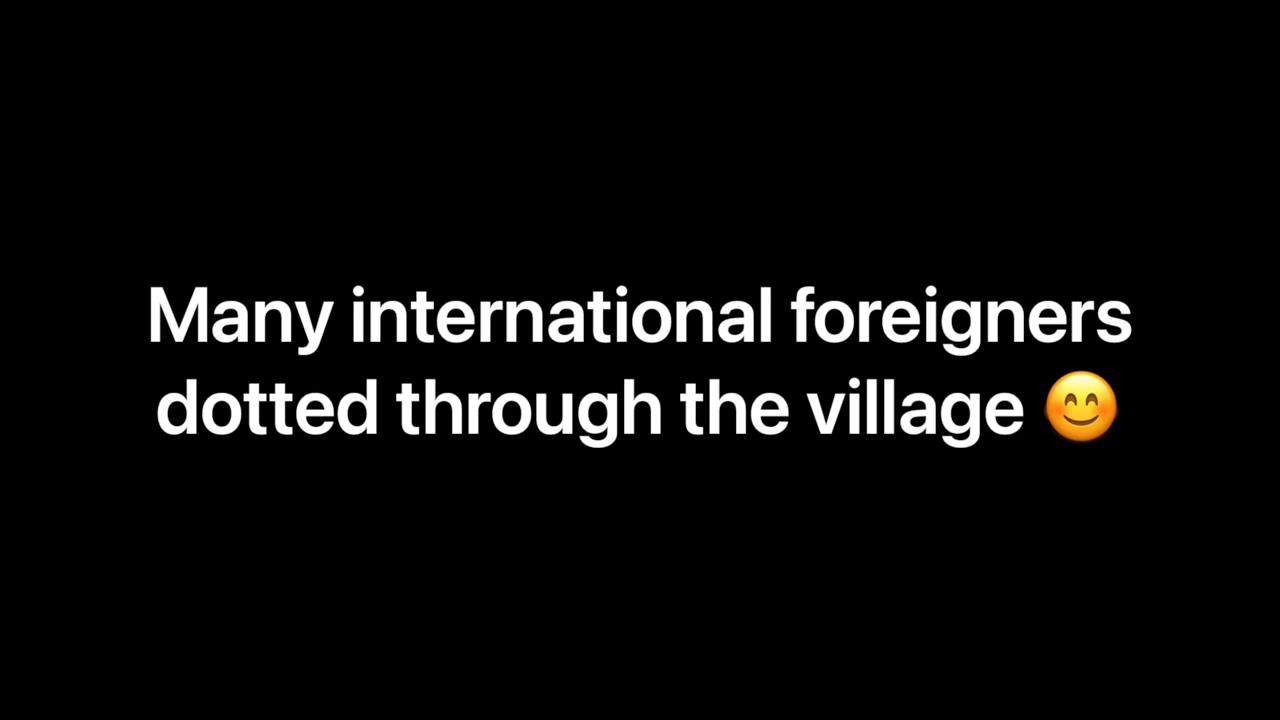 Many international foreigners
dotted through the village 😊